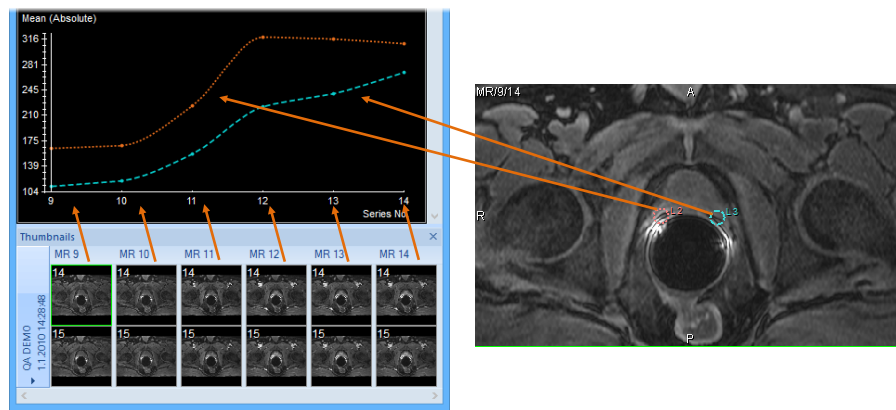 Mean (Absolute)
316
281
245
210
175
139
104
9
10
11
12
13
14
Series No.
Thumbnails
×
MR 9
MR 10
MR 11
MR 12
MR 13
MR 14
QA DEMO
1.1.2010 14:28:48
14
14
14
14
14
14
15
15
15
15
15
15
MR/9/14
A
R
L2
L3
P